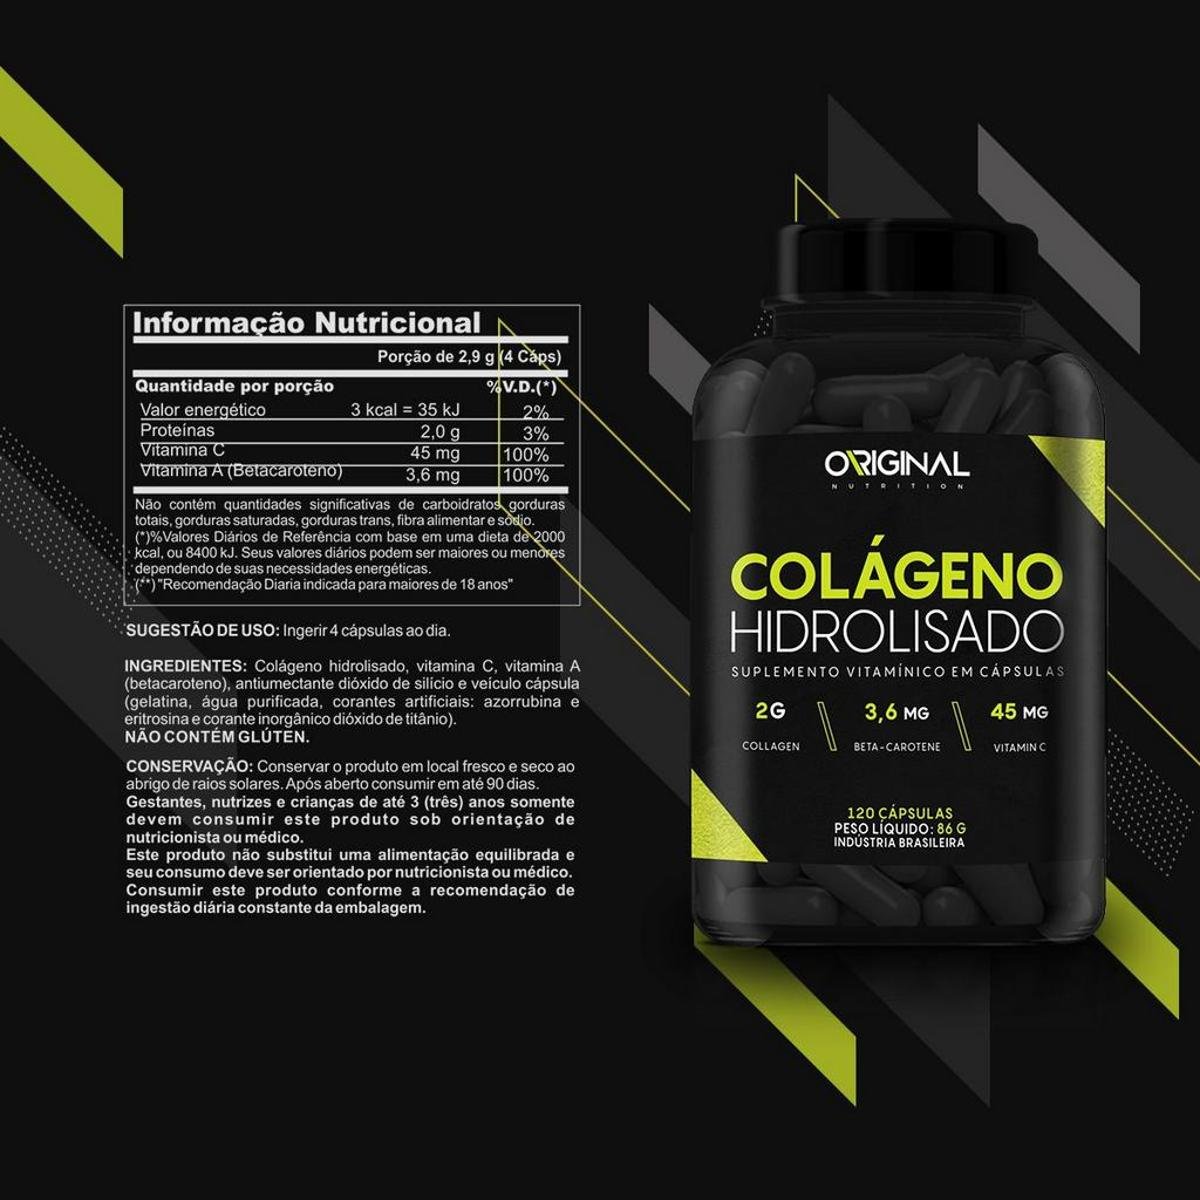 Informação Nutricional
Porção de 2,9 g (4 Cáps)
Quantidade por porção %V.D.(*)
Valor energético 3 kcal = 35 kJ 2%
Proteínas 2,0 g 3%
Vitamina C 45 mg 100%
Vitamina A (Betacaroteno) 3,6 mg 100%
Não contém quantidades significativas de carboidratos gorduras
totais, gorduras saturadas, gorduras trans, fibra alimentar e sódio.
(*)%Valores Diários de Referência com base em uma dieta de 2000
kcal, ou 8400 kJ. Seus valores diários podem ser maiores ou menores
dependendo de suas necessidades energéticas.
(**)"Recomendação Diaria indicada para maiores de 18 anos"
SUGESTÃO DE USO: Ingerir 4 cápsulas ao dia.
INGREDIENTES: Colágeno hidrolisado, vitamina C, vitamina A
(betacaroteno), antiumectante dióxido de silício e veículo cápsula
(gelatina, água purificada, corantes artificiais: azorrubina e
eritrosina e corante inorgânico dióxido de titânio).
NÃO CONTÉM GLÚTEN.
CONSERVAÇÃO: Conservar o produto em local fresco e seco ao
abrigo de raios solares. Após aberto consumir em até 90 dias.
Gestantes, nutrizes e crianças de até 3 (três) anos somente
devem consumir este produto sob orientação de
nutricionista ou médico.
Este produto não substitui uma alimentação equilibrada e
seu consumo deve ser orientado por nutricionista ou médico.
Consumir este produto conforme a recomendação de
ingestão diária constante da embalagem.
ORIGINAL
NUTRITION
COLÁGENO
HIDROLISADO
SUPLEMENTO VITAMÍNICO EM CÁPSULAS
2G 3,6 MG 45 MG
COLLAGEN BETA-CAROTENE VITAMIN C
120 CÁPSULAS
PESO LÍQUIDO: 86 G
INDÚSTRIA BRASILEIRA